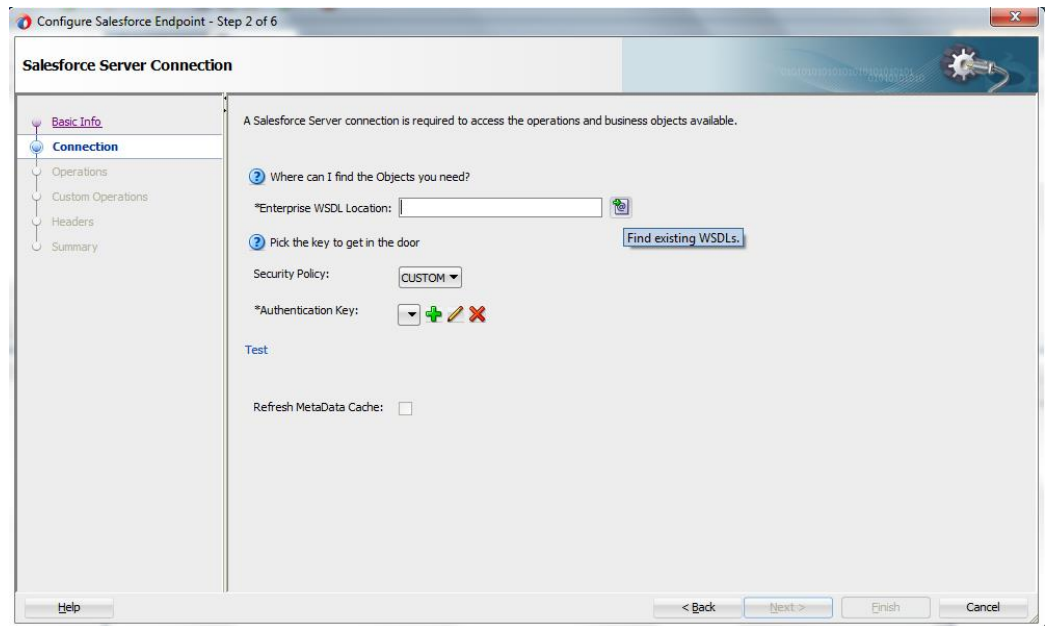 Configure Salesforce Endpoint - Step 2 of 6
Salesforce Server Connection
Basic Info
Connection
Operations
Custom Operations
Headers
Summary
A Salesforce Server connection is required to access the operations and business objects available.
Where can I find the Objects you need?
*Enterprise WSDL Location:
Find existing WSDLs.
Pick the key to get in the door
Security Policy: CUSTOM
*Authentication Key:
Test
Refresh MetaData Cache:
Help < Back Next > Finish Cancel